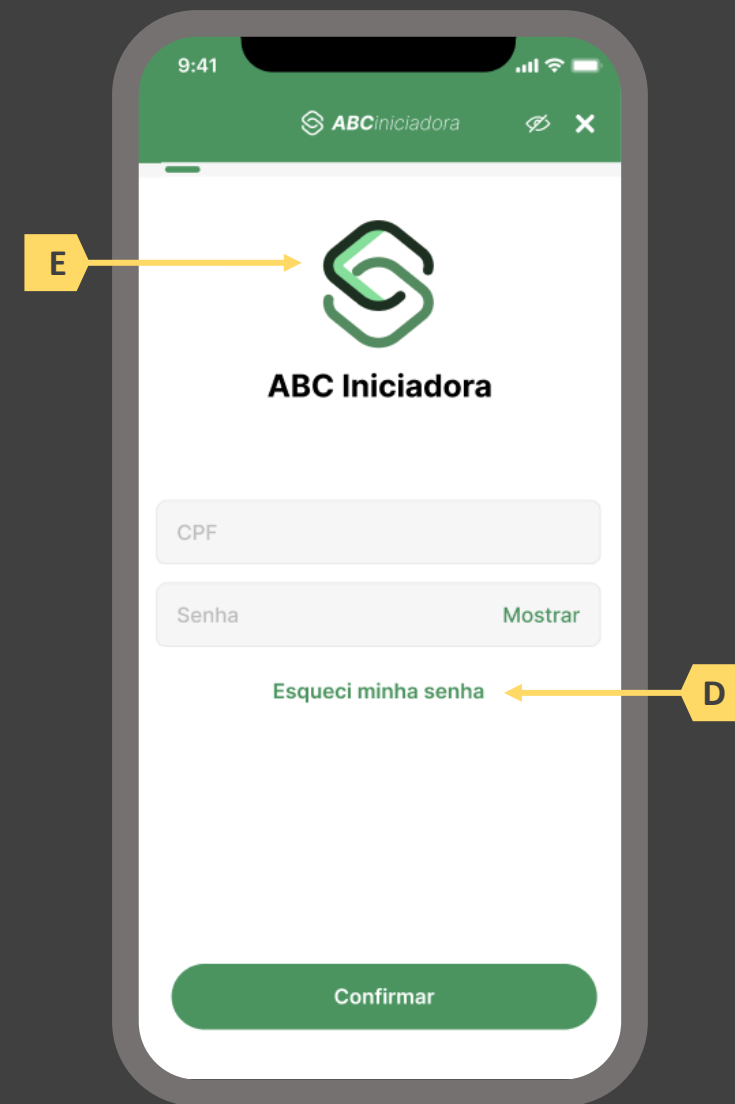 9:41
ABCiniciadora
E
ABC Iniciadora
CPF
Senha Mostrar
Esqueci minha senha
D
Confirmar